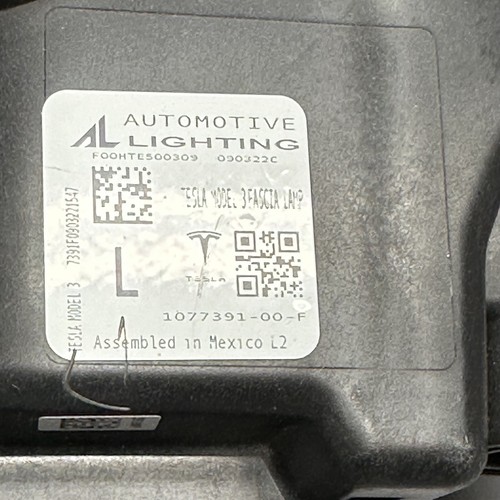 AL AUTOMOTIVE
LIGHTING
F00HTE500309 090322C
TESLA MODEL 3 FASCIA LAMP
TESLA MODEL 3 7391F0903221547
L
TESLA
1077391-00-F
Assembled in Mexico L2